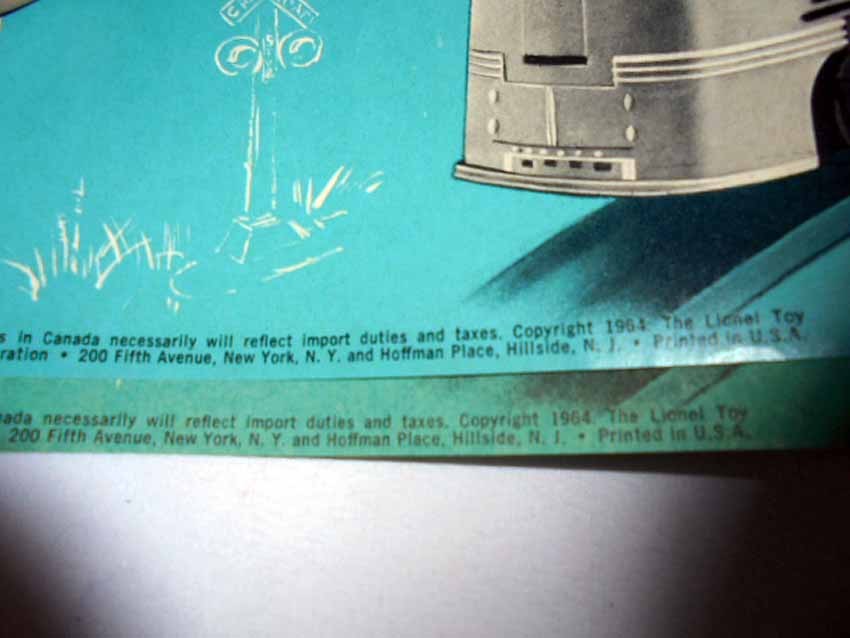 s in Canada necessarily will reflect import duties and taxes. Copyright 1964. The Lionel Toy
ration • 200 Fifth Avenue, New York, N. Y. and Hoffman Place, Hillside, N. J. • Printed in U.S.A.
nada necessarily will reflect import duties and taxes. Copyright 1964. The Lionel Toy
200 Fifth Avenue, New York, N. Y. and Hoffman Place, Hillside, N. J. • Printed in U.S.A.